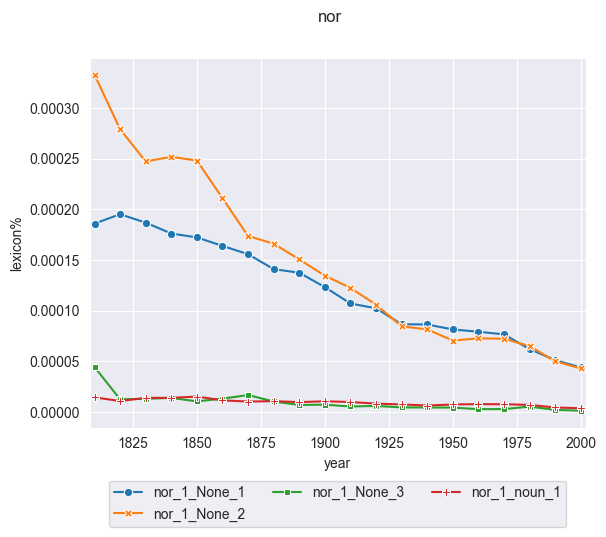 nor
0.00030
0.00025
0.00020
0.00015
0.00010
0.00005
0.00000
lexicon%
1825 1850 1875 1900 1925 1950 1975 2000
year
nor_1_None_1 nor_1_None_3 nor_1_noun_1
nor_1_None_2